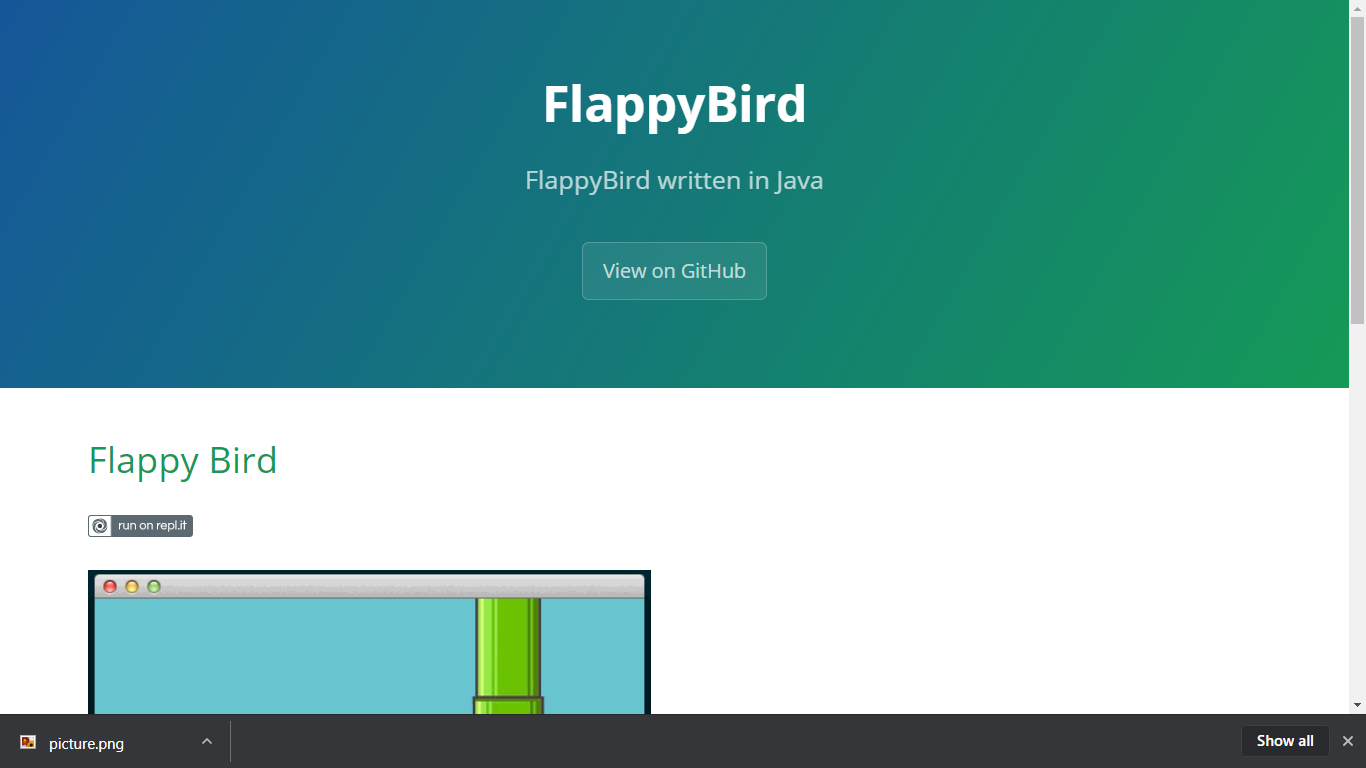 FlappyBird
FlappyBird written in Java
View on GitHub
Flappy Bird
run on repl.it
picture.png
Show all